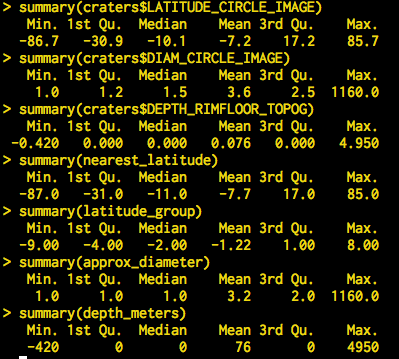 > summary(craters$LATITUDE_CIRCLE_IMAGE)
Min. 1st Qu. Median Mean 3rd Qu. Max.
-86.7 -30.9 -10.1 -7.2 17.2 85.7
> summary(craters$DIAM_CIRCLE_IMAGE)
Min. 1st Qu. Median Mean 3rd Qu. Max.
1.0 1.2 1.5 3.6 2.5 1160.0
> summary(craters$DEPTH_RIMFLOOR_TOPOG)
Min. 1st Qu. Median Mean 3rd Qu. Max.
-0.420 0.000 0.000 0.076 0.000 4.950
> summary(nearest_latitude)
Min. 1st Qu. Median Mean 3rd Qu. Max.
-87.0 -31.0 -11.0 -7.7 17.0 85.0
> summary(latitude_group)
Min. 1st Qu. Median Mean 3rd Qu. Max.
-9.00 -4.00 -2.00 -1.22 1.00 8.00
> summary(approx_diameter)
Min. 1st Qu. Median Mean 3rd Qu. Max.
1.0 1.0 1.0 3.2 2.0 1160.0
> summary(depth_meters)
Min. 1st Qu. Median Mean 3rd Qu. Max.
-420 0 0 76 0 4950